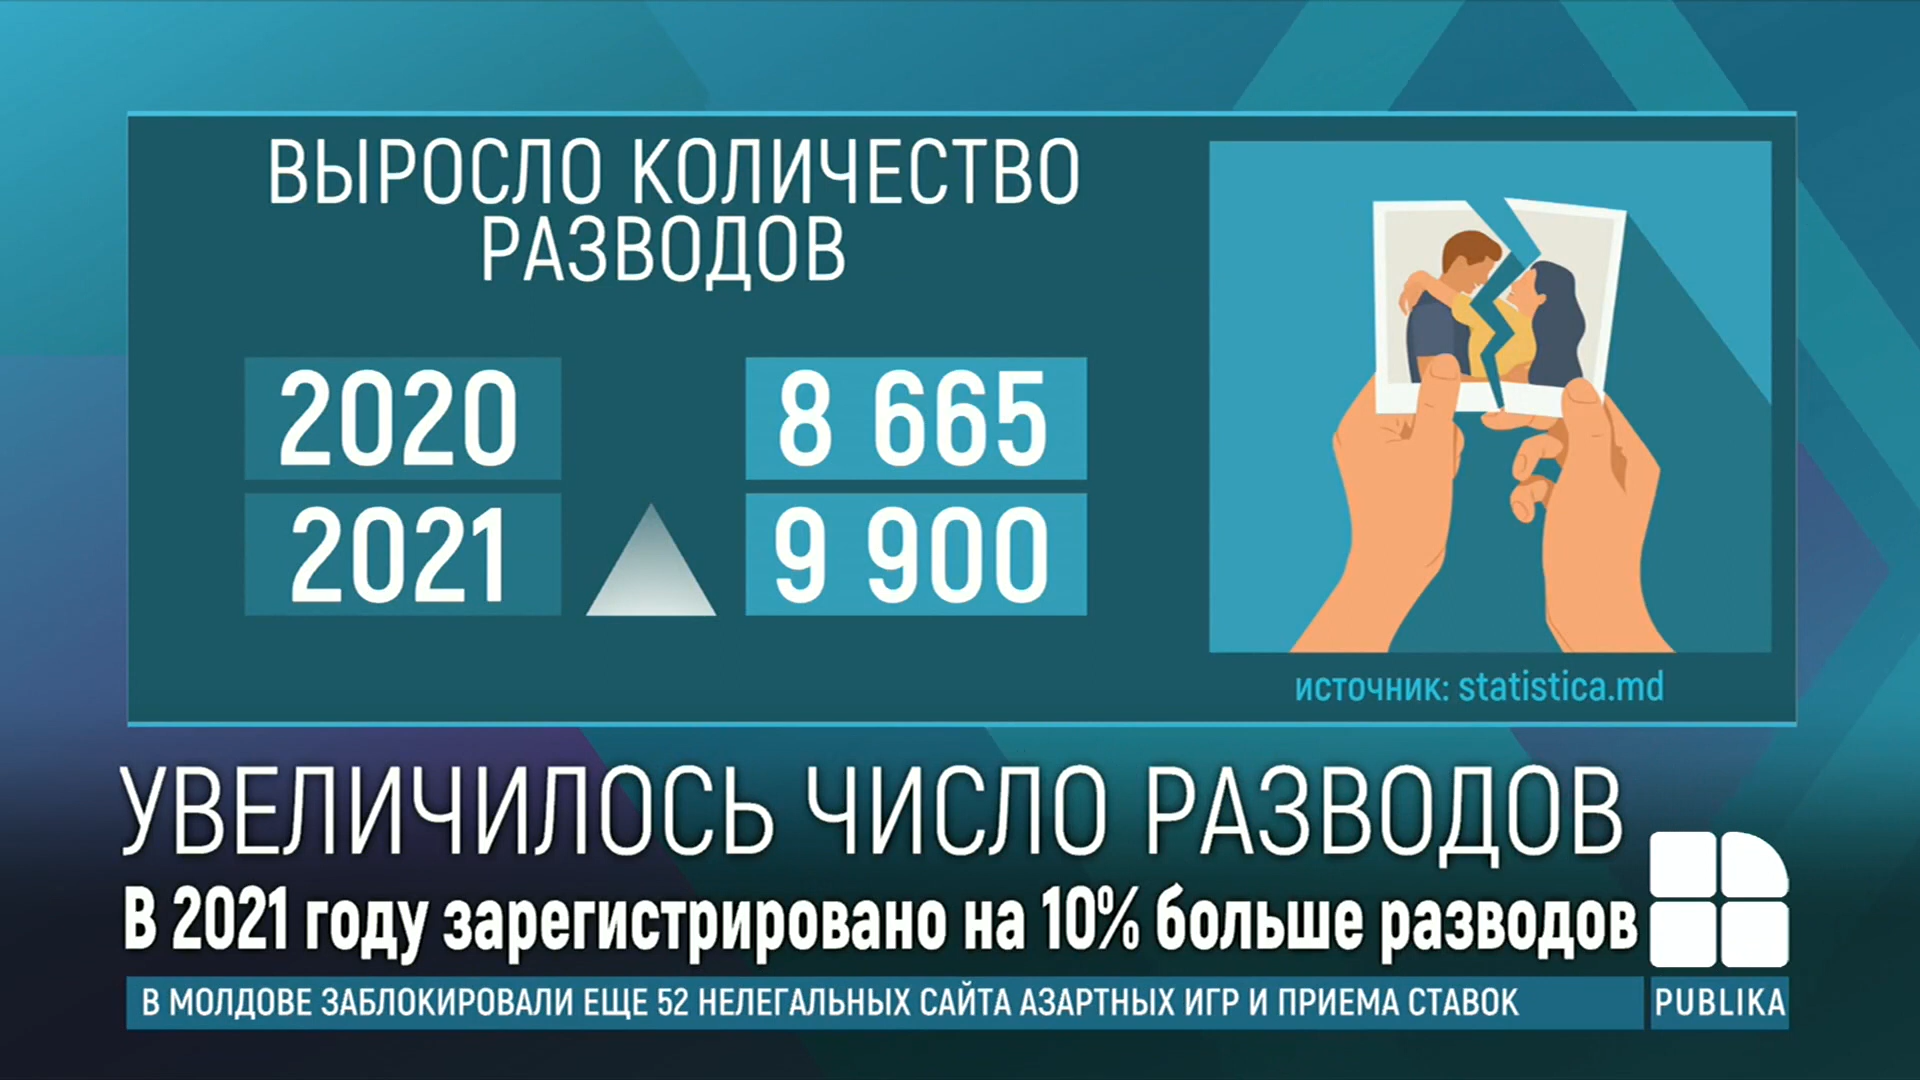 ВЫРОСЛО КОЛИЧЕСТВО
РАЗВОДОВ
2020 8 665
2021 9 900
источник: statistica.md
УВЕЛИЧИЛОСЬ ЧИСЛО РАЗВОДОВ
В 2021 году зарегистрировано на 10% больше разводов
В МОЛДОВЕ ЗАБЛОКИРОВАЛИ ЕЩЕ 52 НЕЛЕГАЛЬНЫХ САЙТА АЗАРТНЫХ ИГР И ПРИЕМА СТАВОК
PUBLIKA